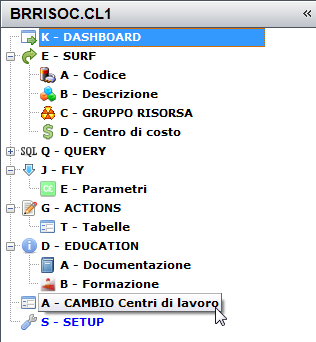 BRRISOC.CL1 «
K - DASHBOARD
E - SURF
A - Codice
B - Descrizione
C - GRUPPO RISORSA
$ D - Centro di costo
SQL Q - QUERY
J - FLY
CE E - Parametri
G - ACTIONS
T - Tabelle
i D - EDUCATION
A - Documentazione
B - Formazione
A - CAMBIO Centri di lavoro
S - SETUP